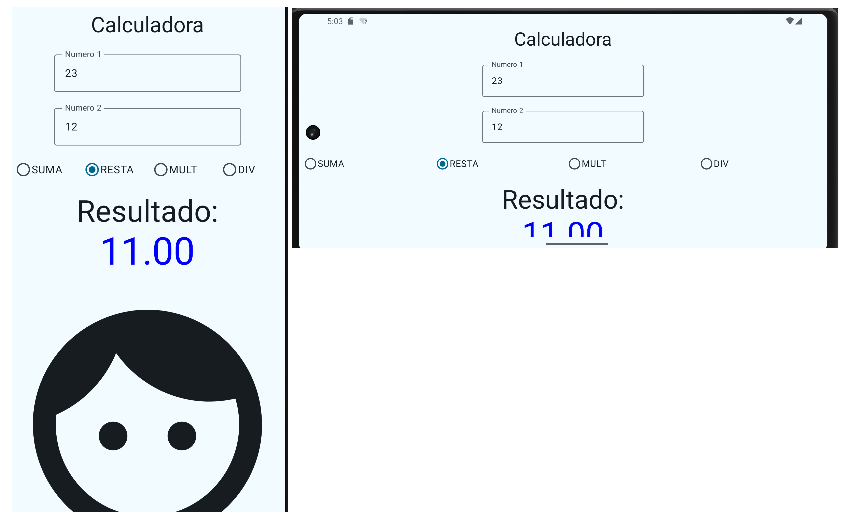 Calculadora
Numero 1
23
Numero 2
12
SUMA RESTA MULT DIV
Resultado:
11.00
5:03
Calculadora
Numero 1
23
Numero 2
12
SUMA RESTA MULT DIV
Resultado:
11.00